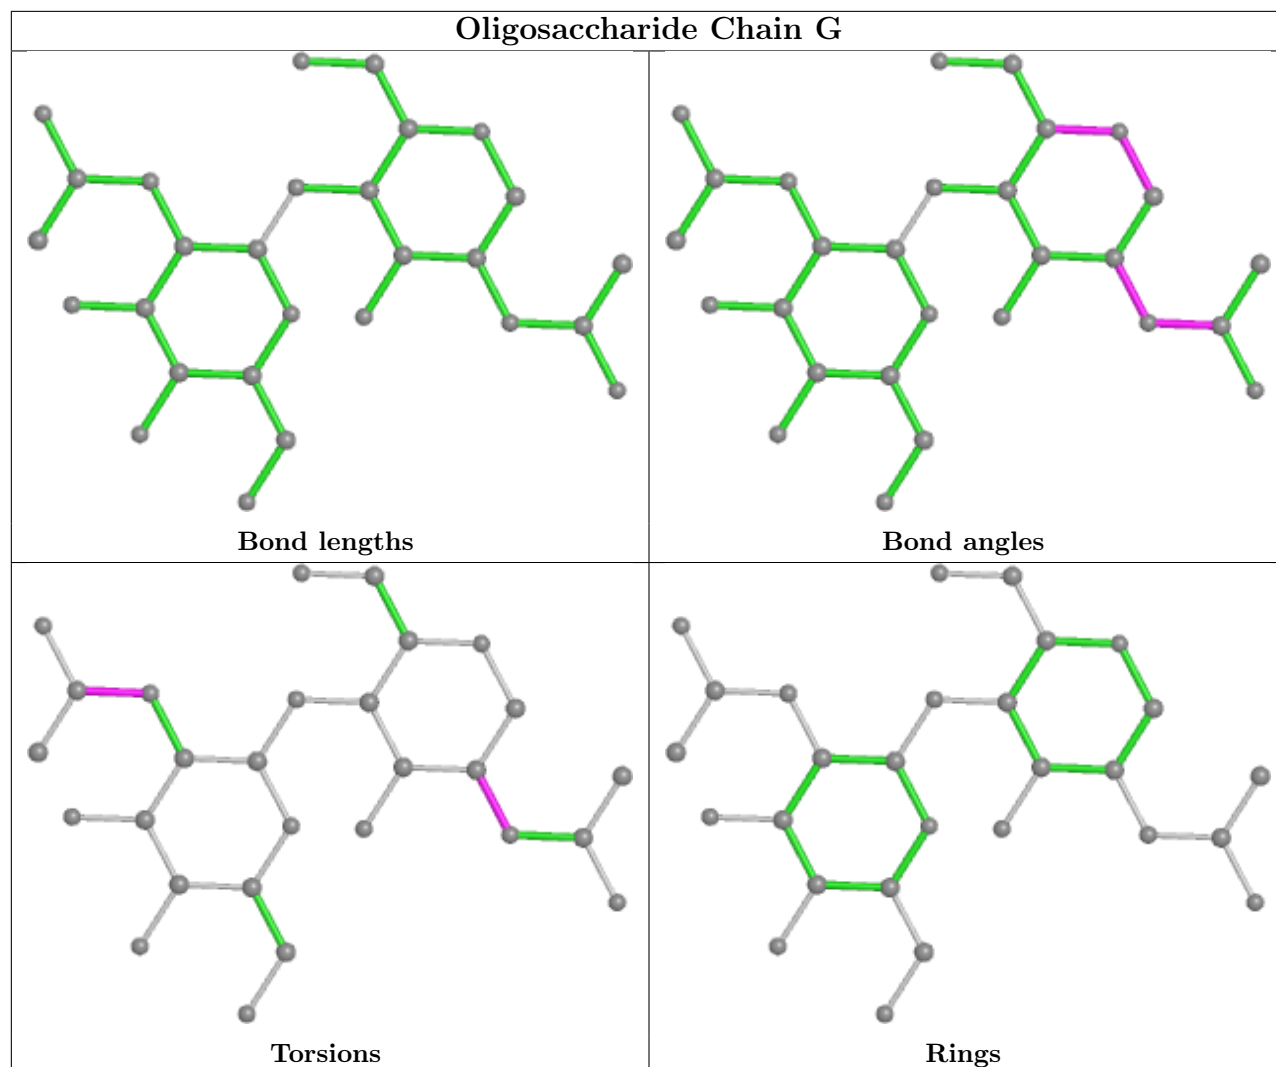 Oligosaccharide Chain G
Bond lengths
Bond angles
Torsions
Rings